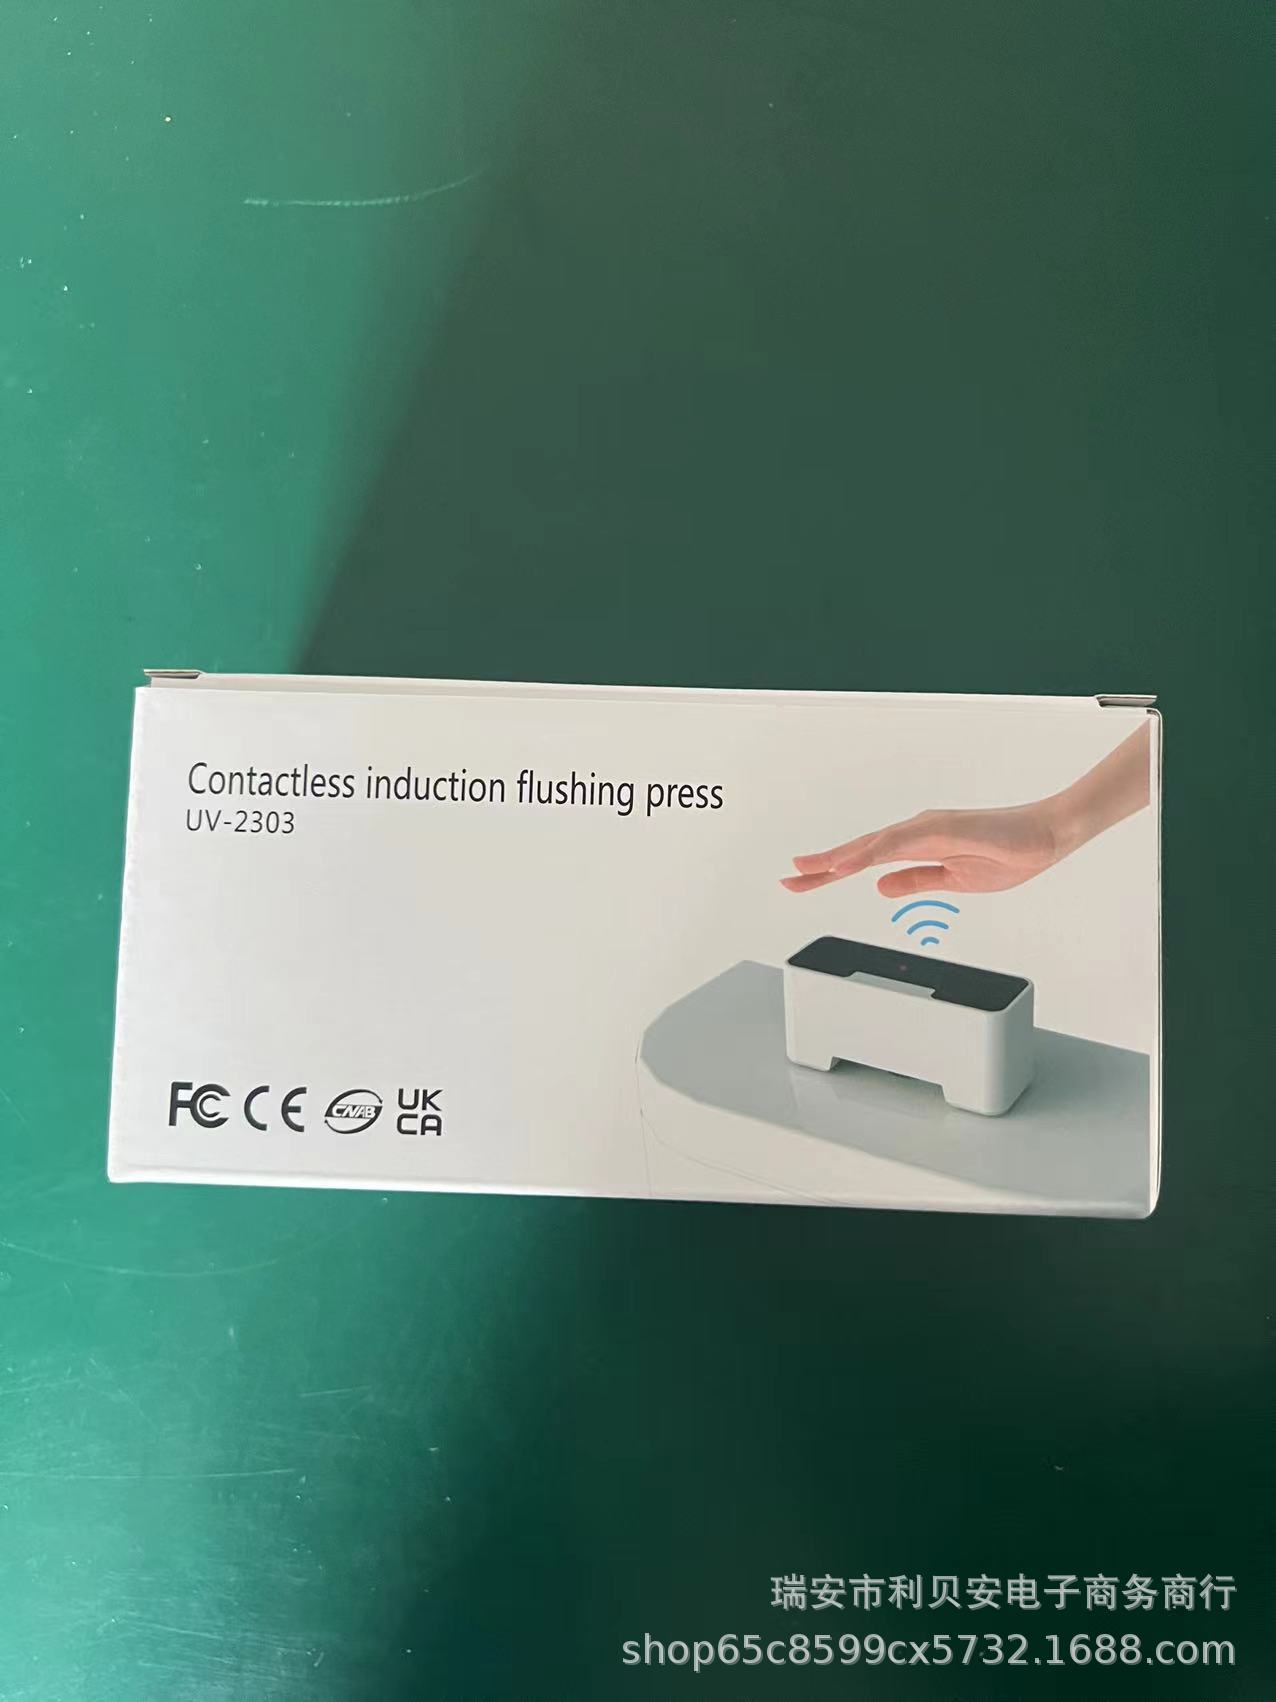 Contactless induction flushing press
UV-2303
FC CE CNAB UK
CA
瑞安市利贝安电子商务商行
shop65c8599cx5732.1688.com